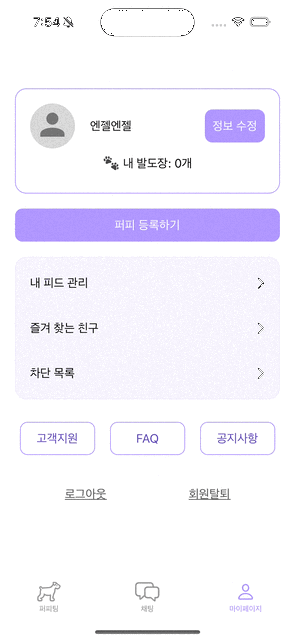 7:54
엔젤엔젤
정보 수정
🐾 내 발도장: 0개
퍼피 등록하기
내 피드 관리
즐겨 찾는 친구
차단 목록
고객지원 FAQ 공지사항
로그아웃 회원탈퇴
퍼피팅 채팅 마이페이지